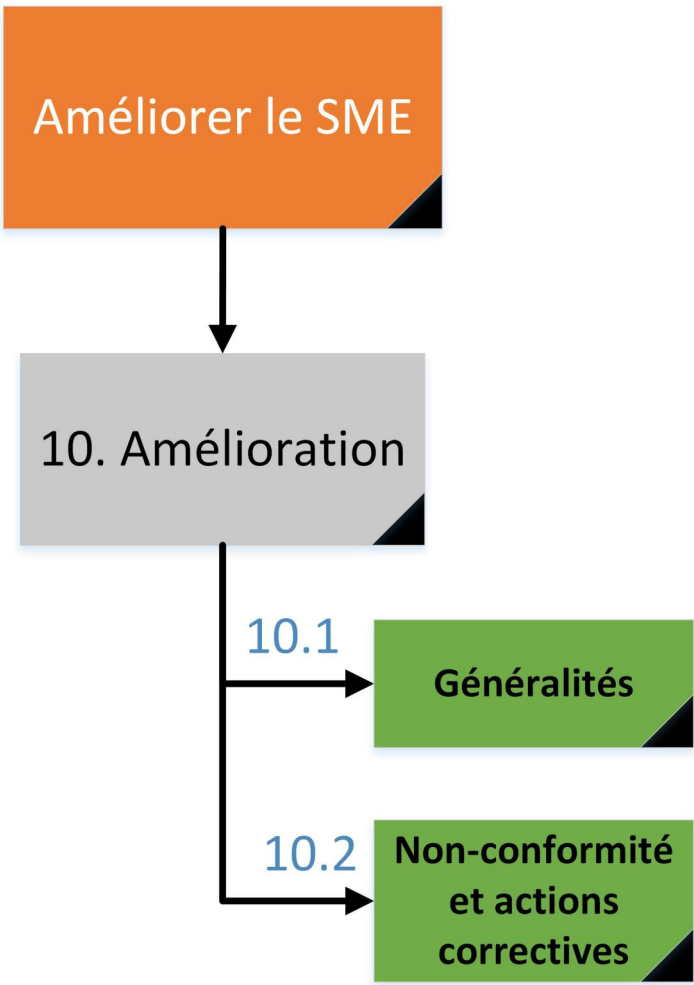 Améliorer le SME
10. Amélioration
10.1
Généralités
10.2
Non-conformité
et actions
correctives